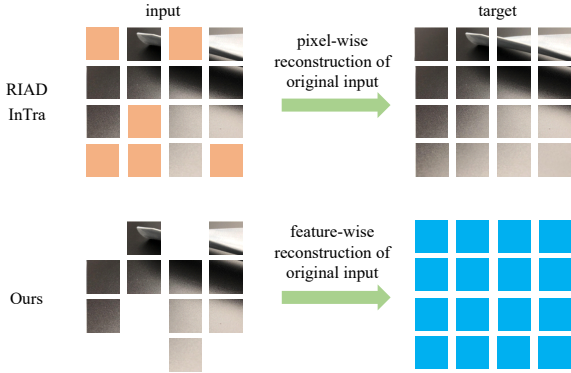 input
target
RIAD
InTra
pixel-wise
reconstruction of
original input
Ours
feature-wise
reconstruction of
original input